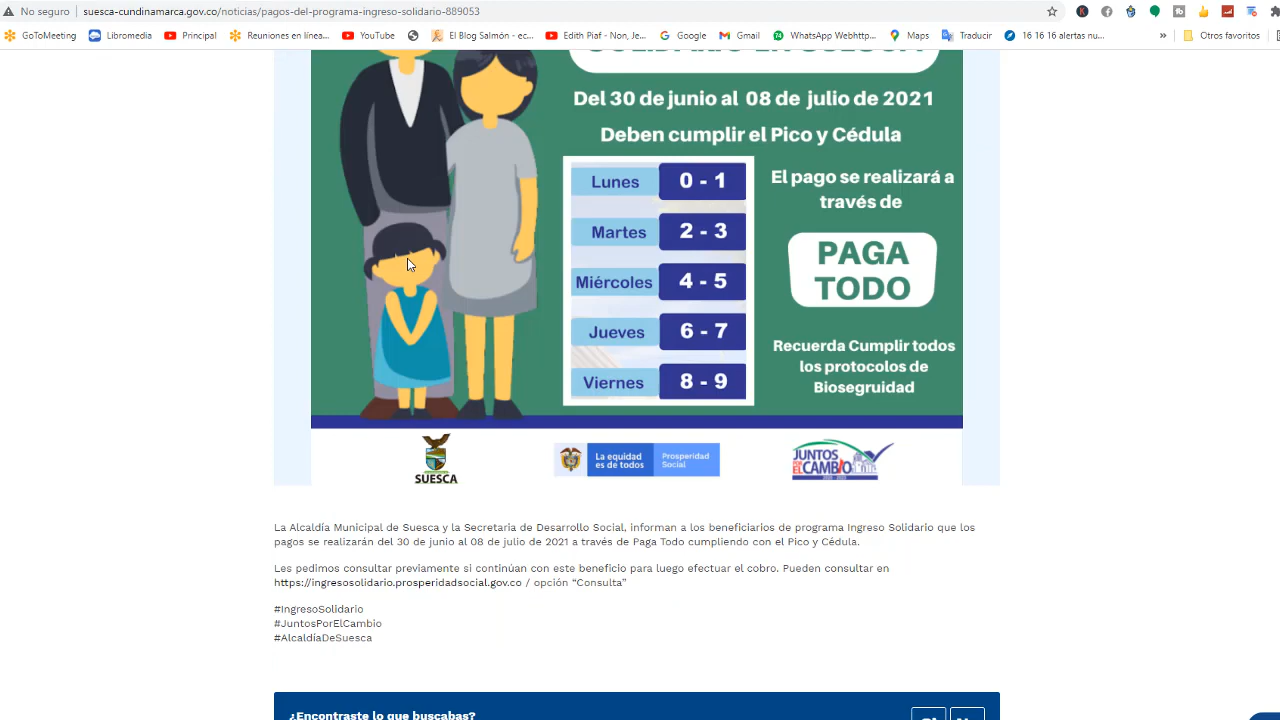 No seguro
suesca-cundinamarca.gov.co/noticias/pagos-del-programa-ingreso-solidario-889053
GoToMeeting
Libromedia
Principal
Reuniones en línea...
YouTube
El Blog Salmón - ec...
Edith Piaf - Non, Je...
Google
Gmail
WhatsApp Webhttp...
Maps
Traducir
16 16 16 alertas nu...
»
Otros favoritos
Del 30 de junio al 08 de julio de 2021
Deben cumplir el Pico y Cédula
Lunes 0 - 1
Martes 2 - 3
Miércoles 4 - 5
Jueves 6 - 7
Viernes 8 - 9
El pago se realizará a
través de
PAGA
TODO
Recuerda Cumplir todos
los protocolos de
Biosegruidad
SUESCA
La equidad
es de todos
Prosperidad
Social
JUNTOS
POR EL CAMBIO
La Alcaldía Municipal de Suesca y la Secretaria de Desarrollo Social, informan a los beneficiarios de programa Ingreso Solidario que los
pagos se realizarán del 30 de junio al 08 de julio de 2021 a través de Paga Todo cumpliendo con el Pico y Cédula.
Les pedimos consultar previamente si continúan con este beneficio para luego efectuar el cobro. Pueden consultar en
https://ingresosolidario.prosperidadsocial.gov.co / opción “Consulta”
#IngresoSolidario
#JuntosPorElCambio
#AlcaldíaDeSuesca
¿Encontraste lo que buscabas?